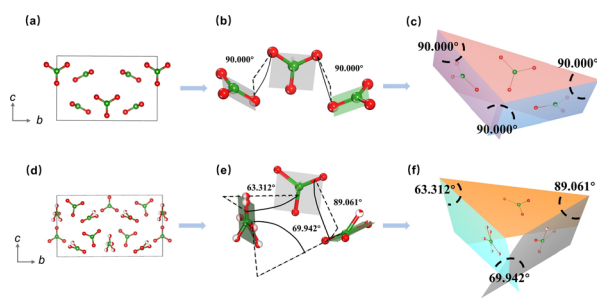 (a)
c
b
(b)
90.000°
90.000°
(c)
90.000°
90.000°
90.000°
(d)
c
b
(e)
63.312°
89.061°
69.942°
(f)
63.312°
89.061°
69.942°